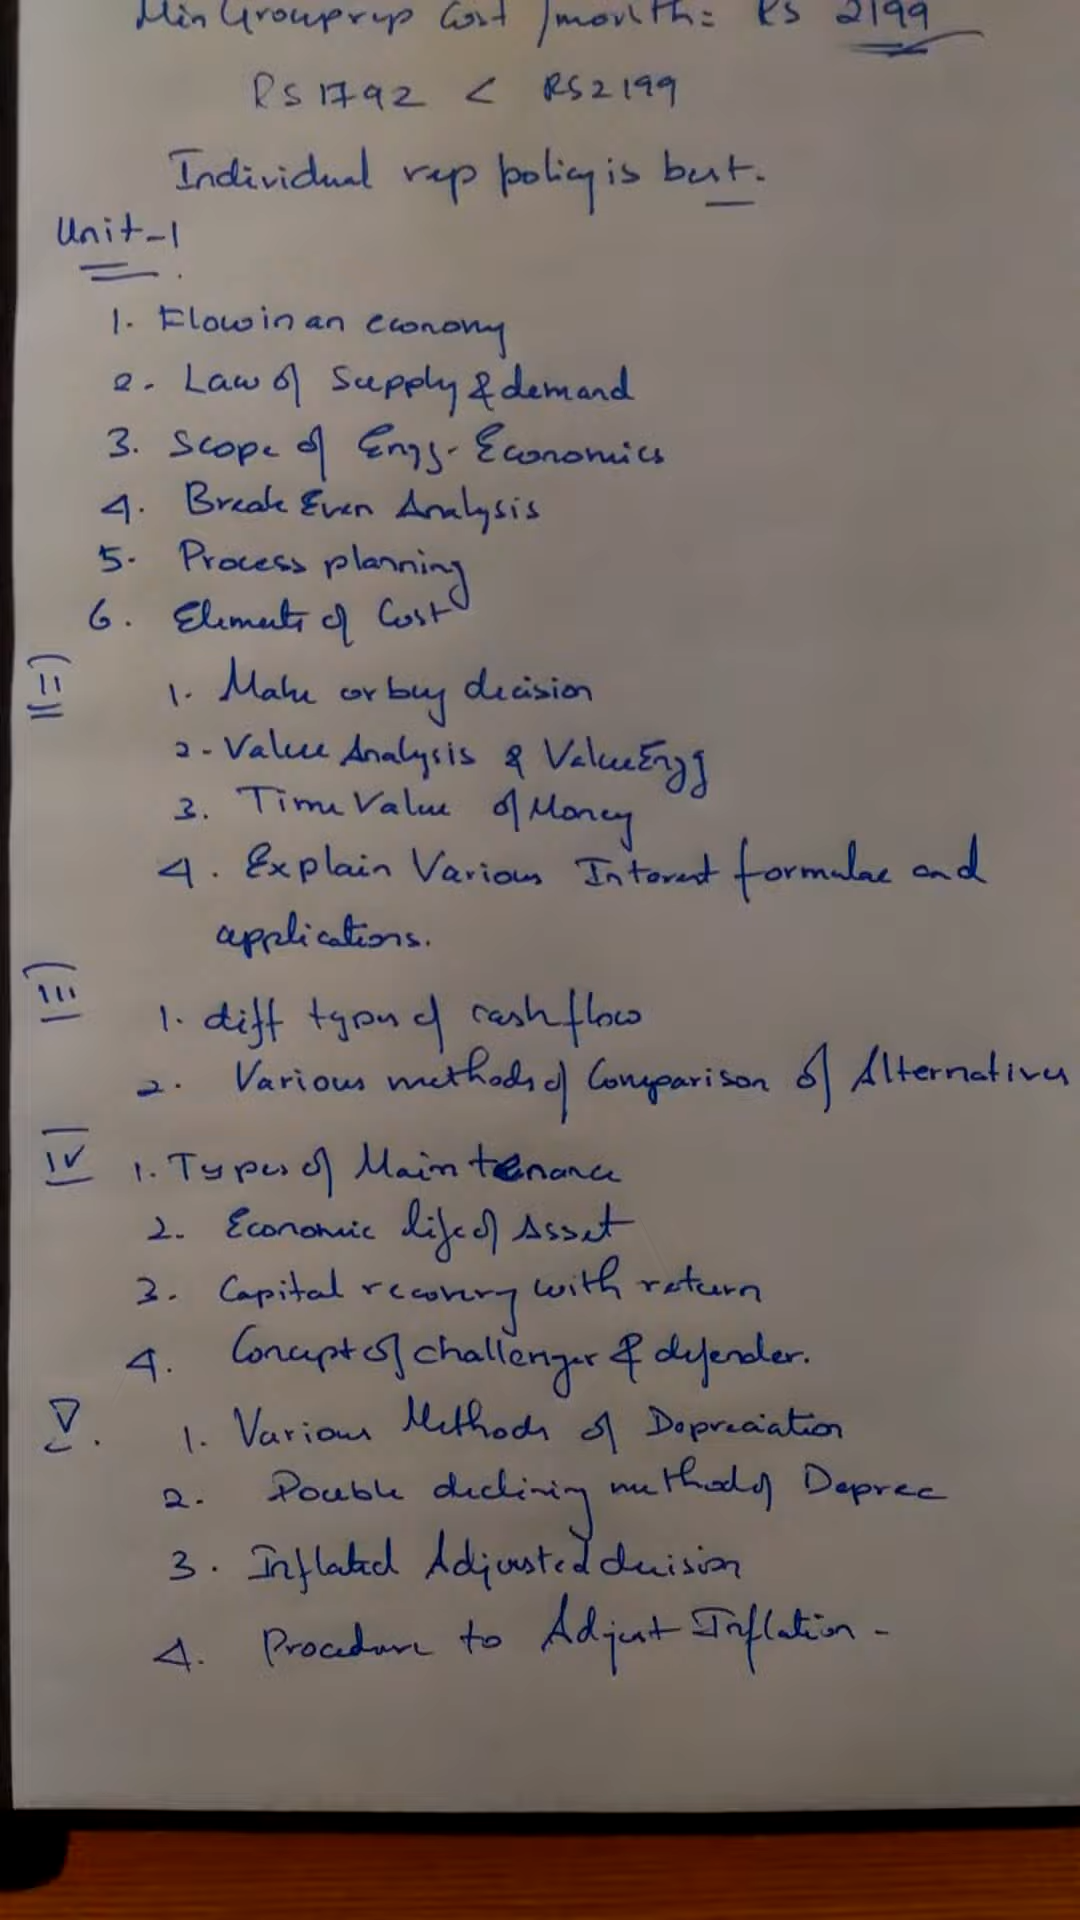 Min Group rep Cost /month = RS 2199
RS 1792 < RS 2199
Individual rep policy is best.
Unit-1
1. Flow in an economy
2. Law of Supply & demand
3. Scope of Engg. Economics
4. Break Even Analysis
5. Process planning
6. Elements of Cost
II
1. Make or buy decision
2. Value Analysis & Value Engg
3. Time Value of Money
4. Explain Various Interest formulae and
applications.
III
1. diff types of cash flow
2. Various methods of Comparison of Alternatives
IV 1. Types of Maintenance
2. Economic life of Asset
3. Capital recovery with return
4. Concept of challenger & defender.
V. 1. Various Methods of Depreciation
2. Double declining method of Deprec
3. Inflated Adjusted decision
4. Procedure to Adjust Inflation -